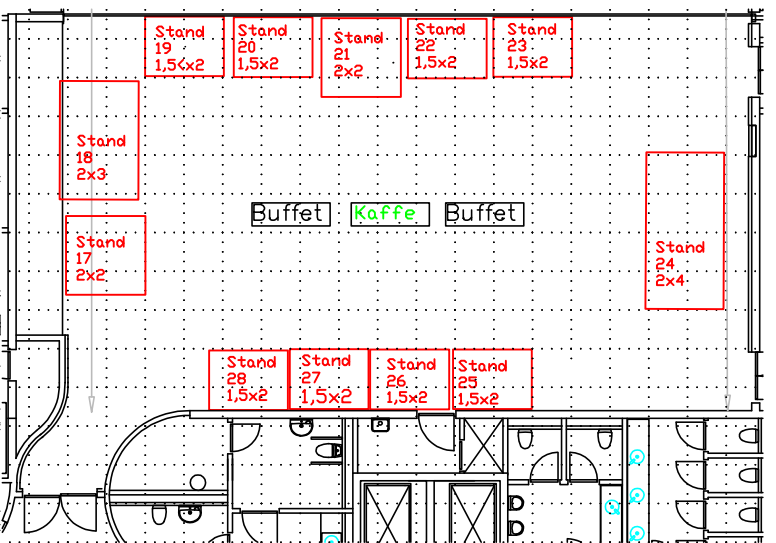 Stand
19
1,5<x2
Stand
20
1,5x2
Stand
21
2x2
Stand
22
1,5x2
Stand
23
1,5x2
Stand
18
2x3
Stand
17
2x2
Buffet
Kaffe
Buffet
Stand
24
2x4
Stand
28
1,5x2
Stand
27
1,5x2
Stand
26
1,5x2
Stand
25
1,5x2